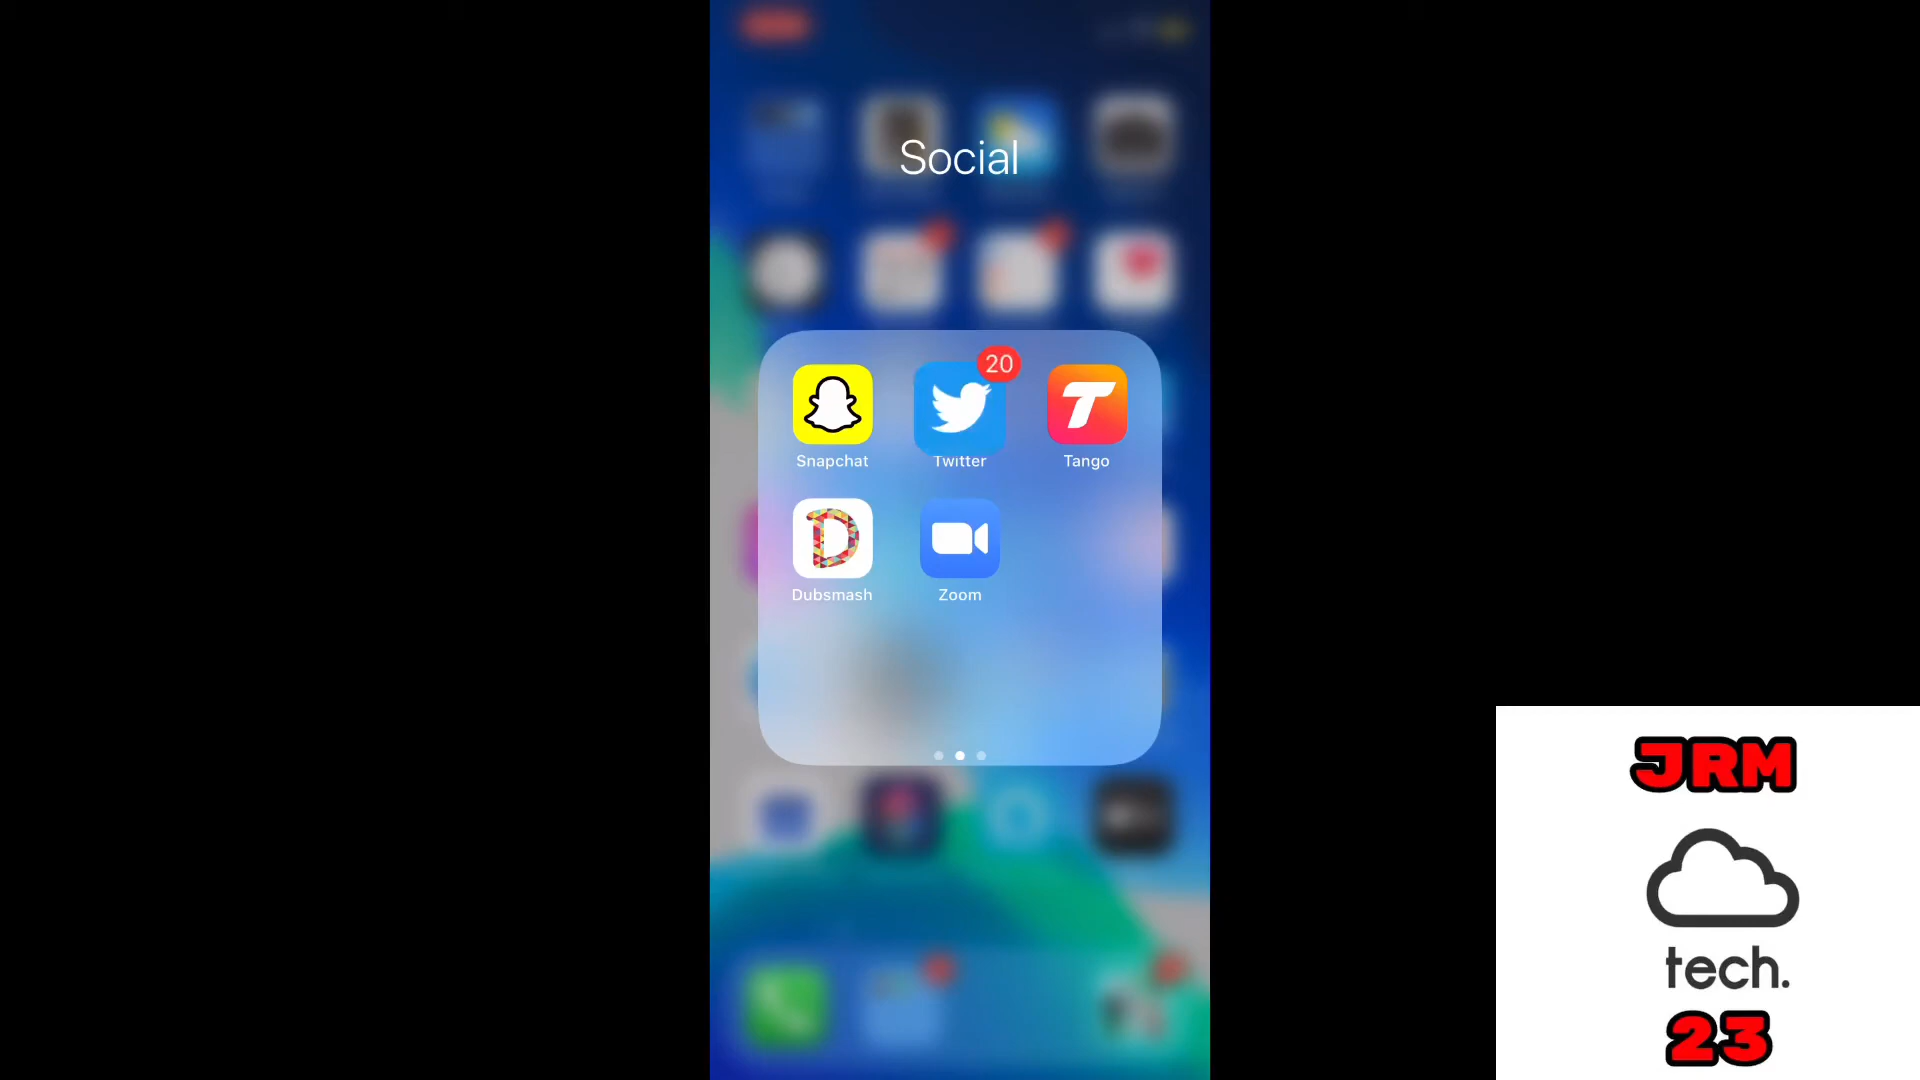 Social
20
Snapchat
Twitter
Tango
Dubsmash
Zoom
JRM
tech.
23